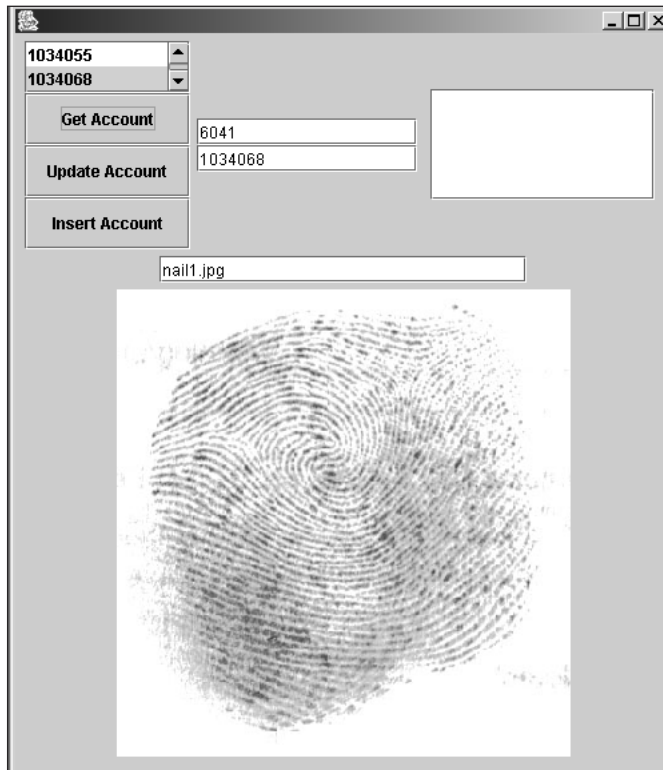 1034055
1034068
Get Account
6041
Update Account
1034068
Insert Account
nail1.jpg